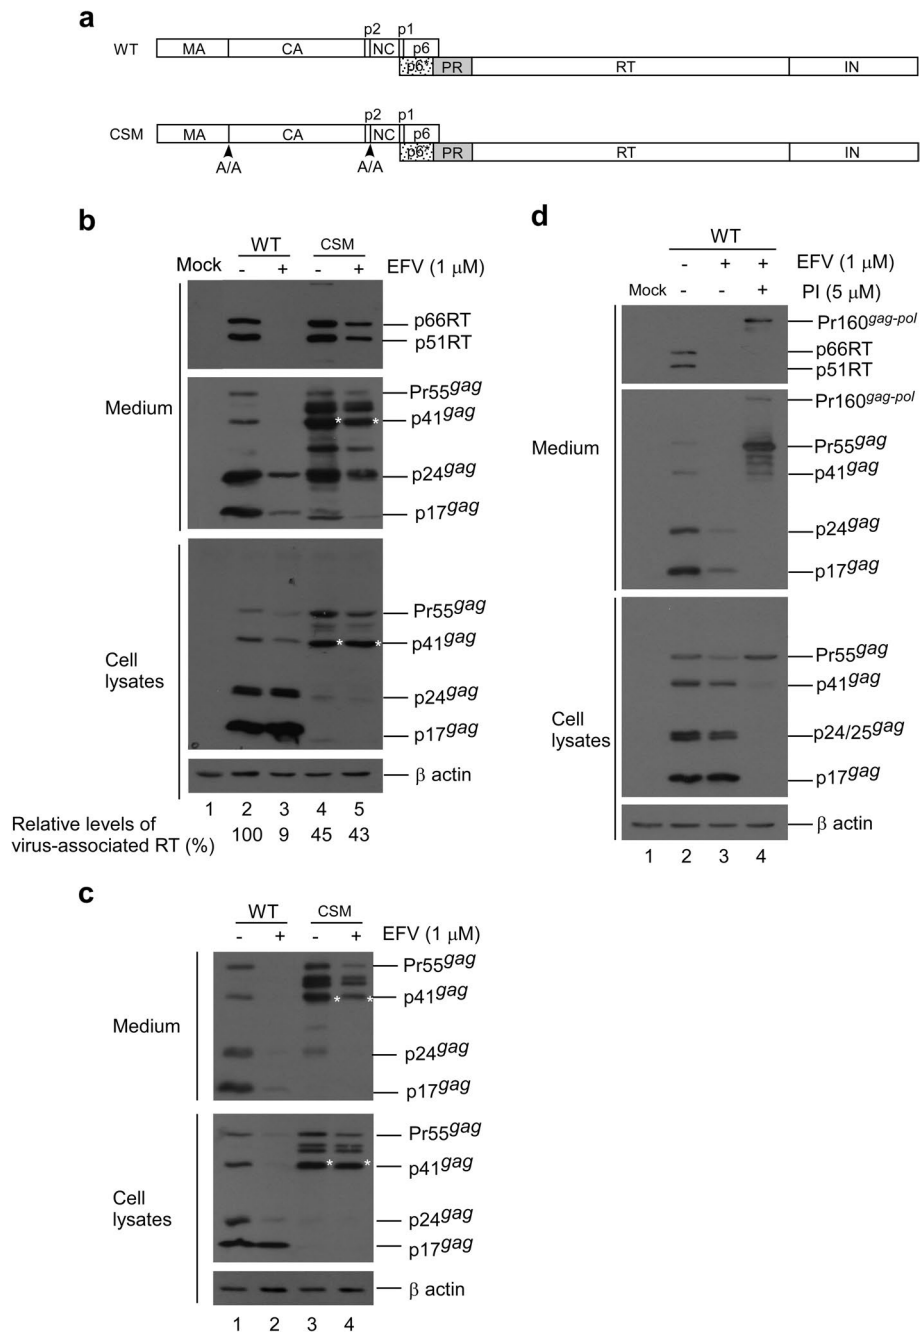 a
p2 p1
WT MA CA NC p6
p6* PR RT IN
p2 p1
CSM MA CA NC p6
p6* PR RT IN
A/A A/A
b
WT CSM
Mock - + - + EFV (1 μM)
p66RT
p51RT
Medium
Pr55gag
p41gag
* *
p24gag
p17gag
Cell
lysates
Pr55gag
p41gag
* *
p24gag
p17gag
β actin
1 2 3 4 5
Relative levels of
virus-associated RT (%)
100 9 45 43
d
WT
- + + EFV (1 μM)
Mock - - + PI (5 μM)
Pr160gag-pol
p66RT
p51RT
Medium
Pr160gag-pol
Pr55gag
p41gag
p24gag
p17gag
Cell
lysates
Pr55gag
p41gag
p24/25gag
p17gag
β actin
1 2 3 4
c
WT CSM
- + - + EFV (1 μM)
Medium
Pr55gag
p41gag
* *
p24gag
p17gag
Cell
lysates
Pr55gag
p41gag
* *
p24gag
p17gag
β actin
1 2 3 4